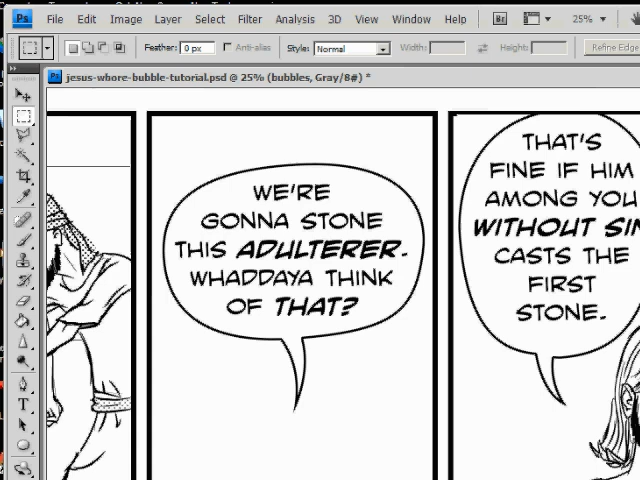 Ps File Edit Image Layer Select Filter Analysis 3D View Window Help Br 25%
Feather: 0 px Anti-alias Style: Normal Width: Height: Refine Edge
Ps jesus-whore-bubble-tutorial.psd @ 25% (bubbles, Gray/8#) *
WE'RE
GONNA STONE
THIS ADULTERER.
WHADDAYA THINK
OF THAT?
THAT'S
FINE IF HIM
AMONG YOU
WITHOUT SIN
CASTS THE
FIRST
STONE.